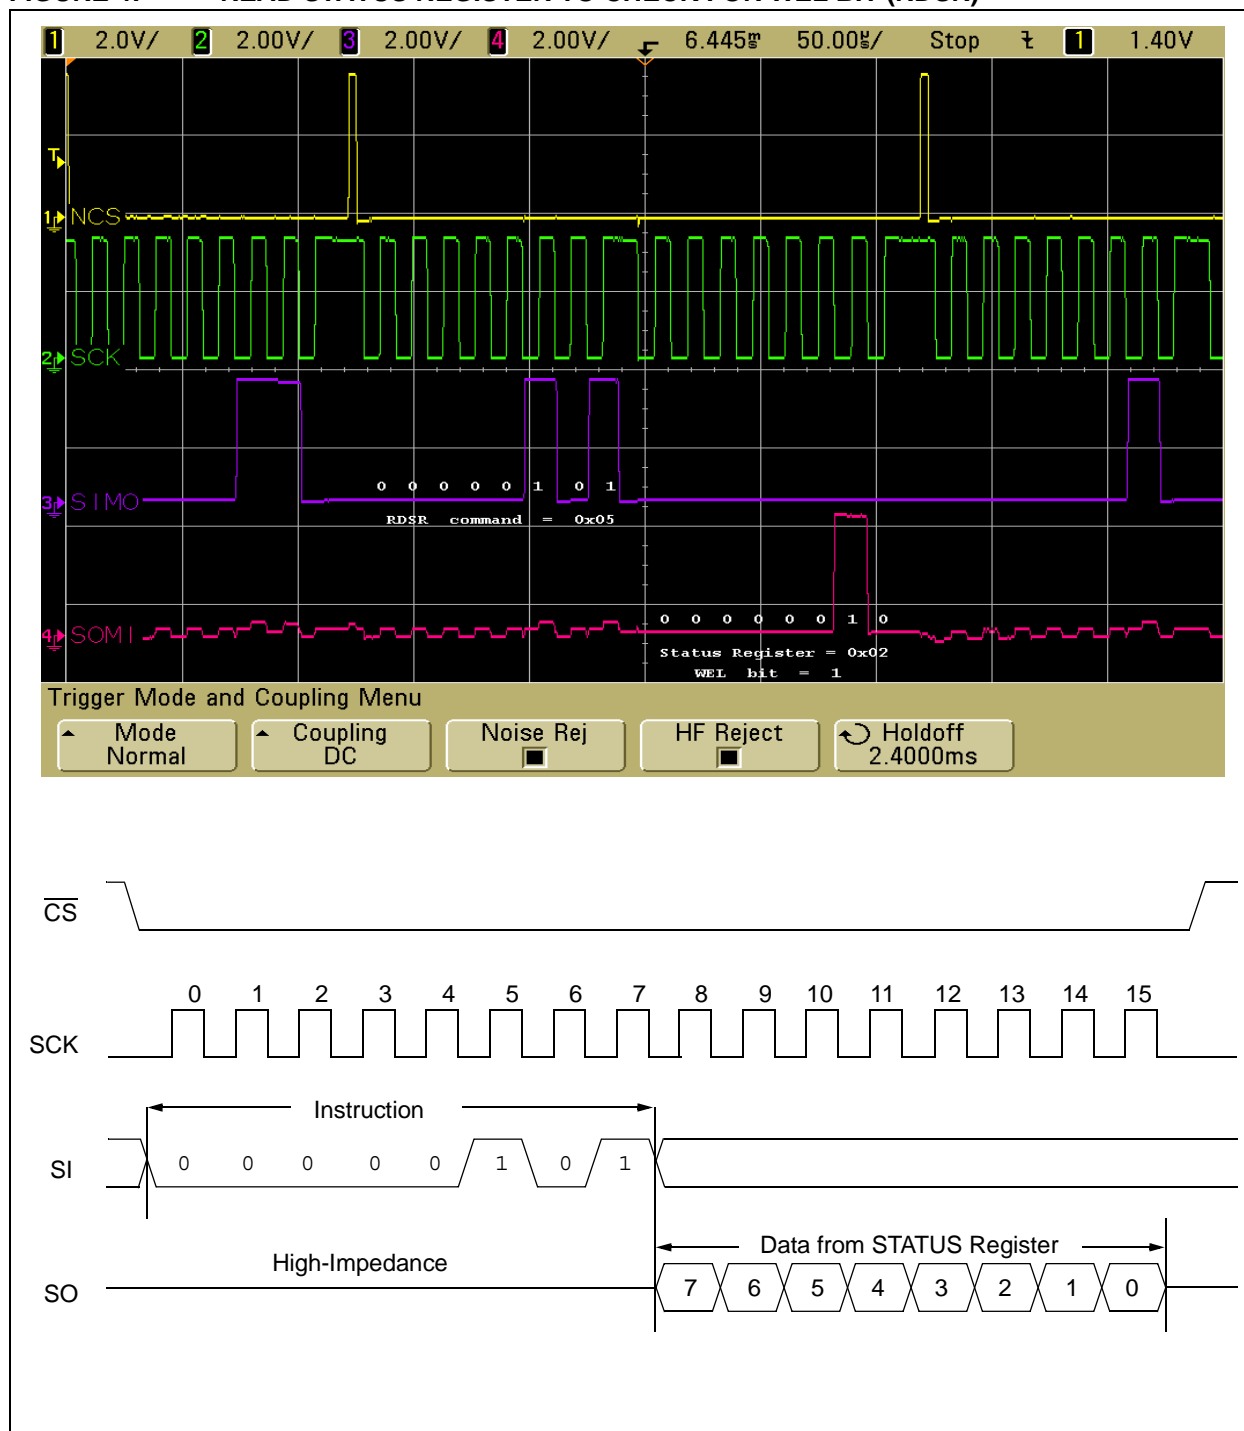 1 2.0V/ 2 2.00V/ 3 2.00V/ 4 2.00V/ 6.445ms 50.00us/ Stop 1 1.40V
T
1 NCS
2 SCK
3 SIMO
0 0 0 0 0 1 0 1
RDSR command = 0x05
4 SOMI
0 0 0 0 0 0 1 0
Status Register = 0x02
WEL bit = 1
Trigger Mode and Coupling Menu
Mode Normal
Coupling DC
Noise Rej
HF Reject
Holdoff 2.4000ms
CS
0 1 2 3 4 5 6 7 8 9 10 11 12 13 14 15
SCK
Instruction
SI 0 0 0 0 0 1 0 1
Data from STATUS Register
High-Impedance
SO 7 6 5 4 3 2 1 0